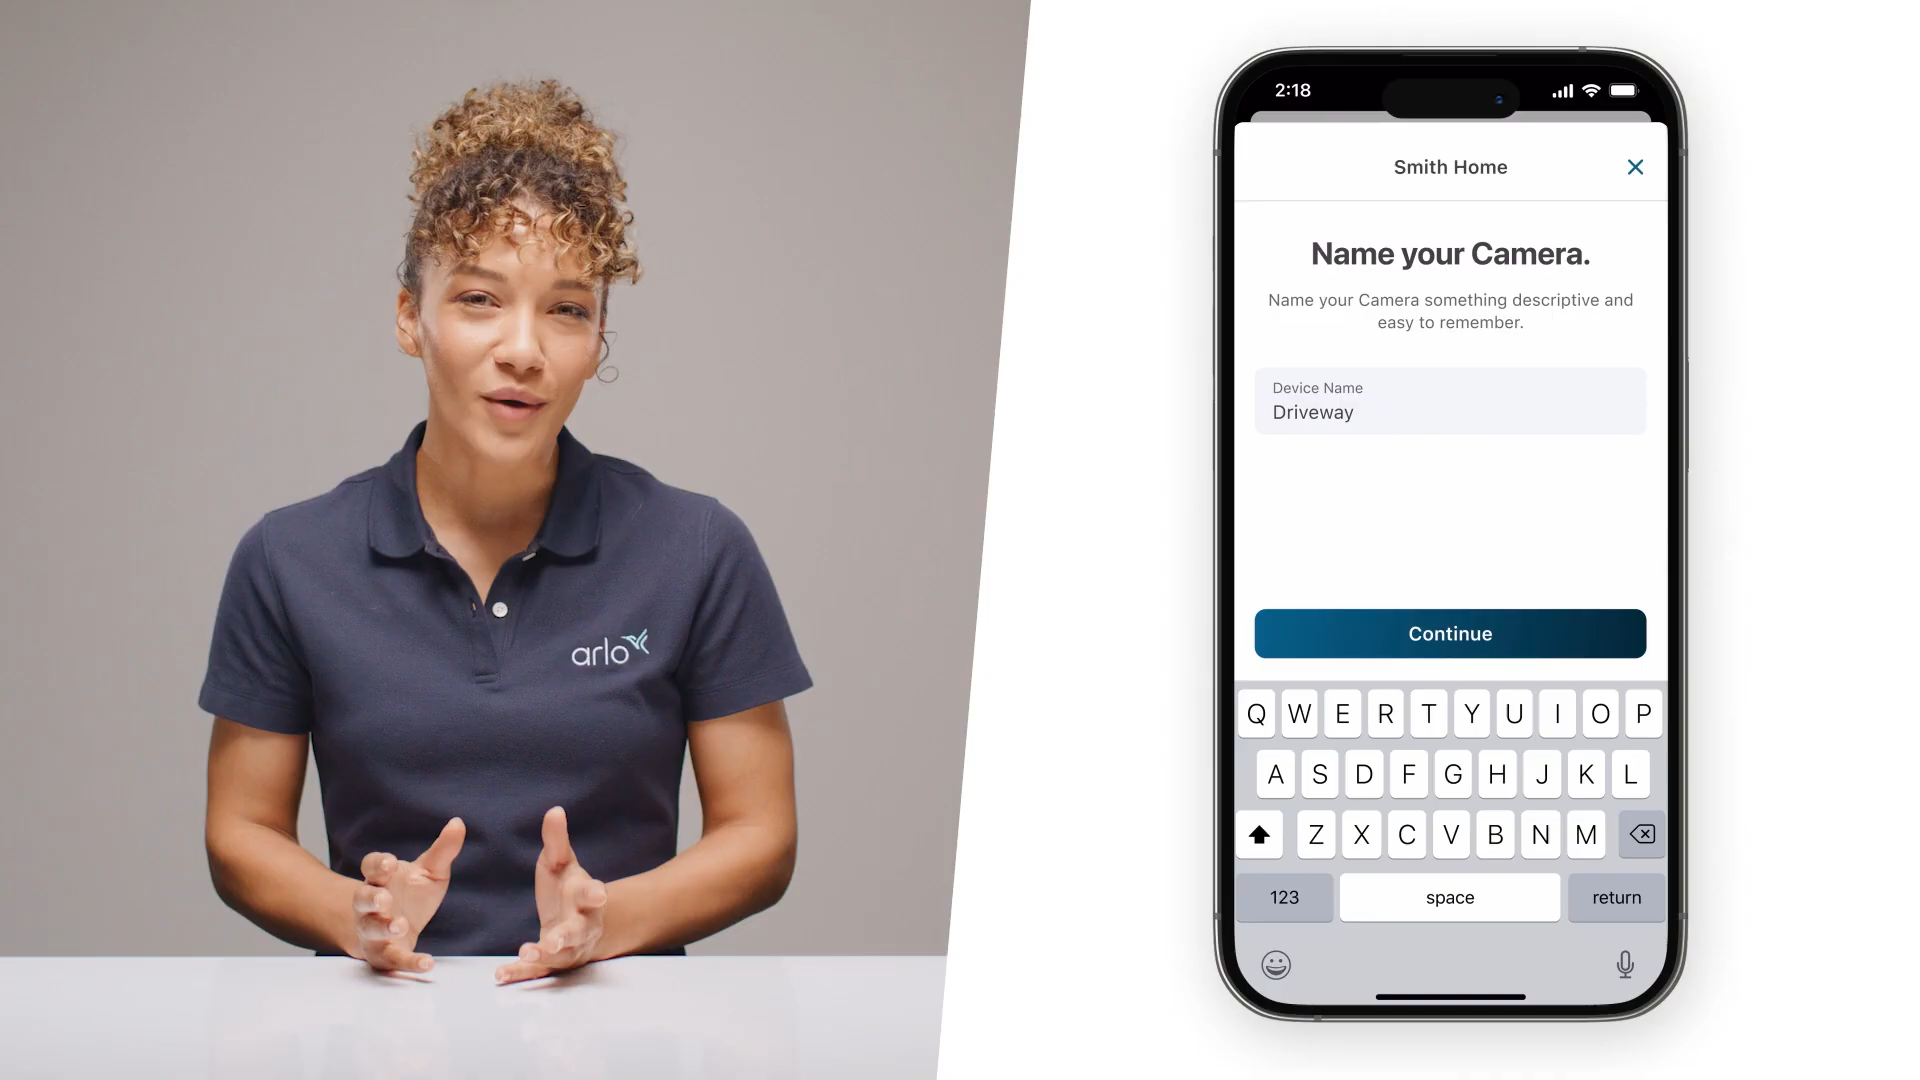 arlo
2:18
Smith Home
Name your Camera.
Name your Camera something descriptive and
easy to remember.
Device Name
Driveway
Continue
Q W E R T Y U I O P
A S D F G H J K L
Z X C V B N M
123 space return